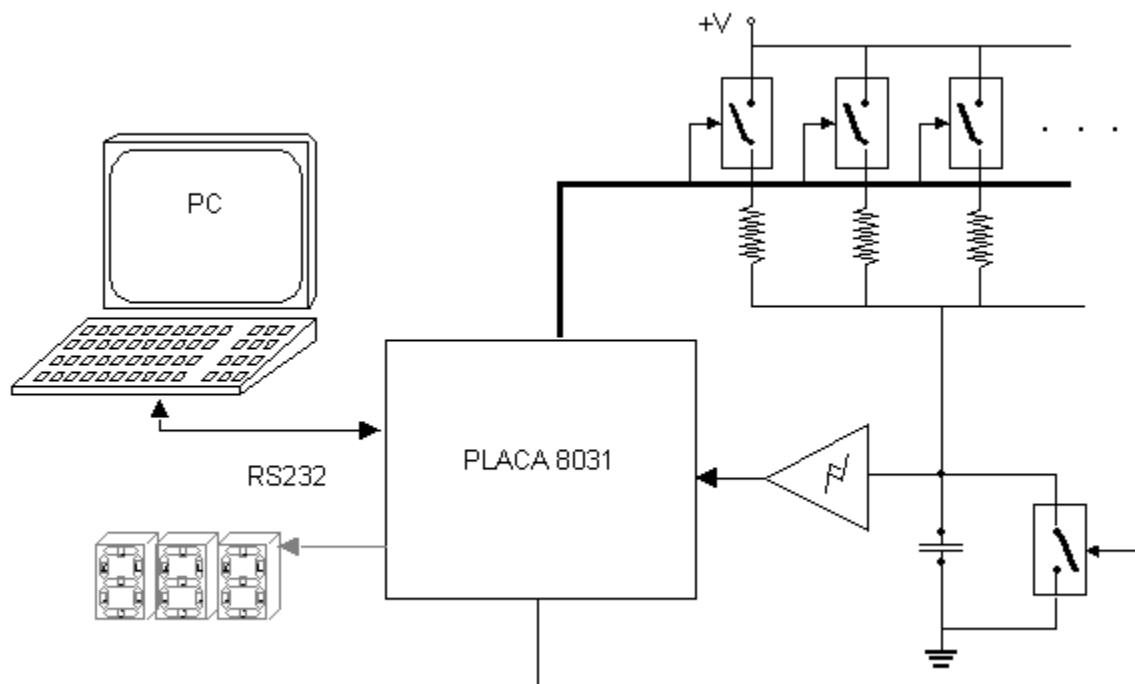 +V
. . .
PC
PLACA 8031
RS232